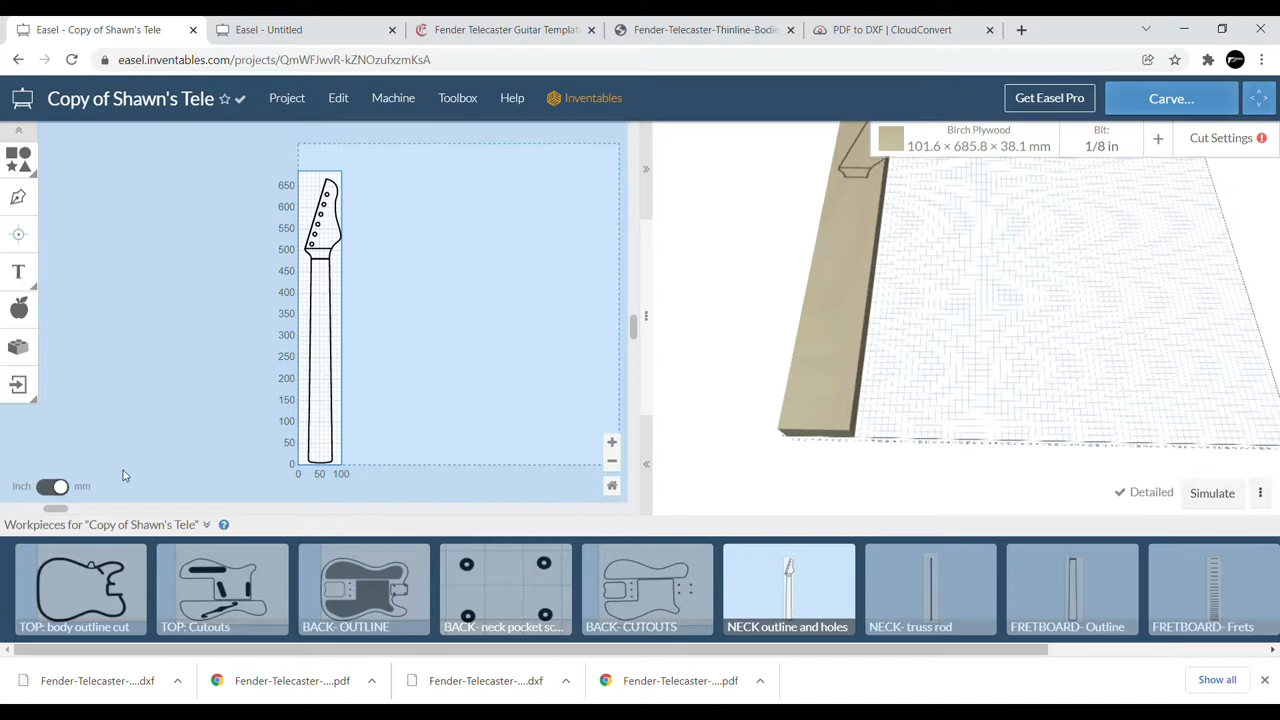 Easel - Copy of Shawn's Tele
Easel - Untitled
Fender Telecaster Guitar Templat
Fender-Telecaster-Thinline-Bodie
PDF to DXF | CloudConvert
easel.inventables.com/projects/QmWFJwvR-kZNOzufxzmKsA
Copy of Shawn's Tele
Project
Edit
Machine
Toolbox
Help
Inventables
Get Easel Pro
Carve...
Birch Plywood
101.6 × 685.8 × 38.1 mm
Bit:
1/8 in
Cut Settings
T
650
600
550
500
450
400
350
300
250
200
150
100
50
0
0 50 100
inch
mm
Detailed
Simulate
Workpieces for "Copy of Shawn's Tele"
TOP: body outline cut
TOP: Cutouts
BACK- OUTLINE
BACK- neck pocket sc...
BACK- CUTOUTS
NECK outline and holes
NECK- truss rod
FRETBOARD- Outline
FRETBOARD- Frets
Fender-Telecaster-....dxf
Fender-Telecaster-....pdf
Fender-Telecaster-....dxf
Fender-Telecaster-....pdf
Show all